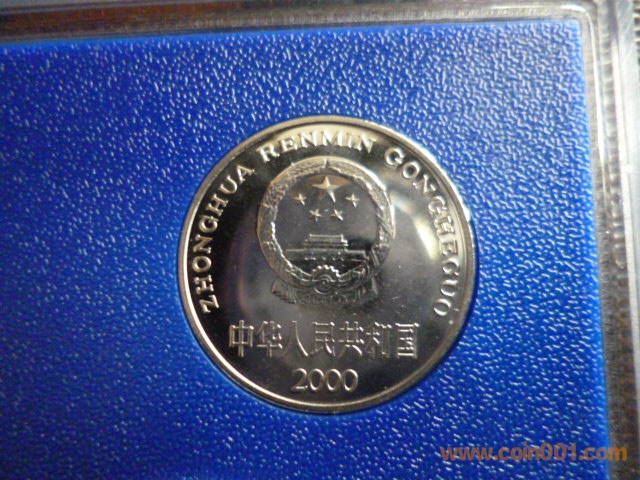 ZHONGHUA RENMIN GONGHEGUO
中华人民共和国
2000
www.coin001.com